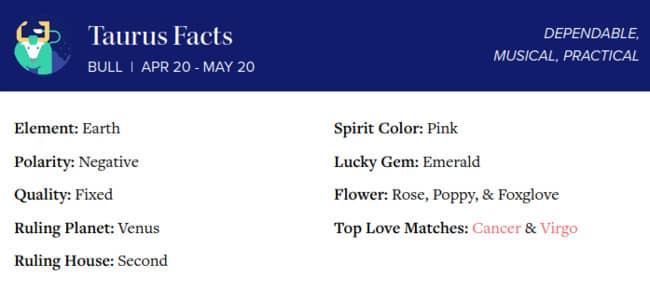 Taurus Facts
BULL | APR 20 - MAY 20
DEPENDABLE,
MUSICAL, PRACTICAL
Element: Earth
Polarity: Negative
Quality: Fixed
Ruling Planet: Venus
Ruling House: Second
Spirit Color: Pink
Lucky Gem: Emerald
Flower: Rose, Poppy, & Foxglove
Top Love Matches: Cancer & Virgo